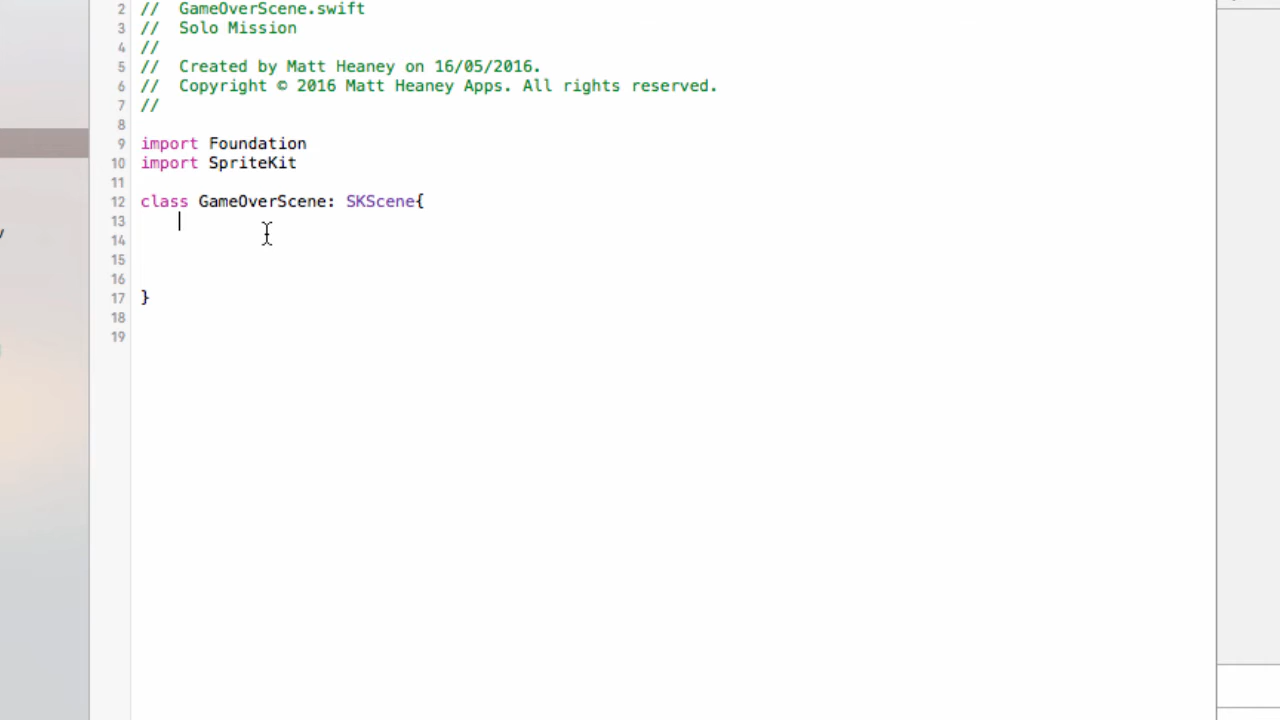 2 // GameOverScene.swift
3 // Solo Mission
4 //
5 // Created by Matt Heaney on 16/05/2016.
6 // Copyright © 2016 Matt Heaney Apps. All rights reserved.
7 //
8
9 import Foundation
10 import SpriteKit
11
12 class GameOverScene: SKScene{
13
14
15
16
17 }
18
19